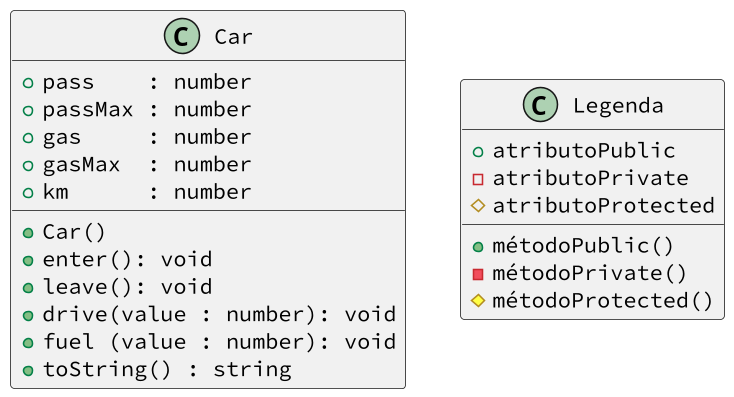 C Car
pass    : number
passMax : number
gas     : number
gasMax  : number
km      : number
Car()
enter(): void
leave(): void
drive(value : number): void
fuel (value : number): void
toString() : string
C Legenda
atributoPublic
atributoPrivate
atributoProtected
métodoPublic()
métodoPrivate()
métodoProtected()